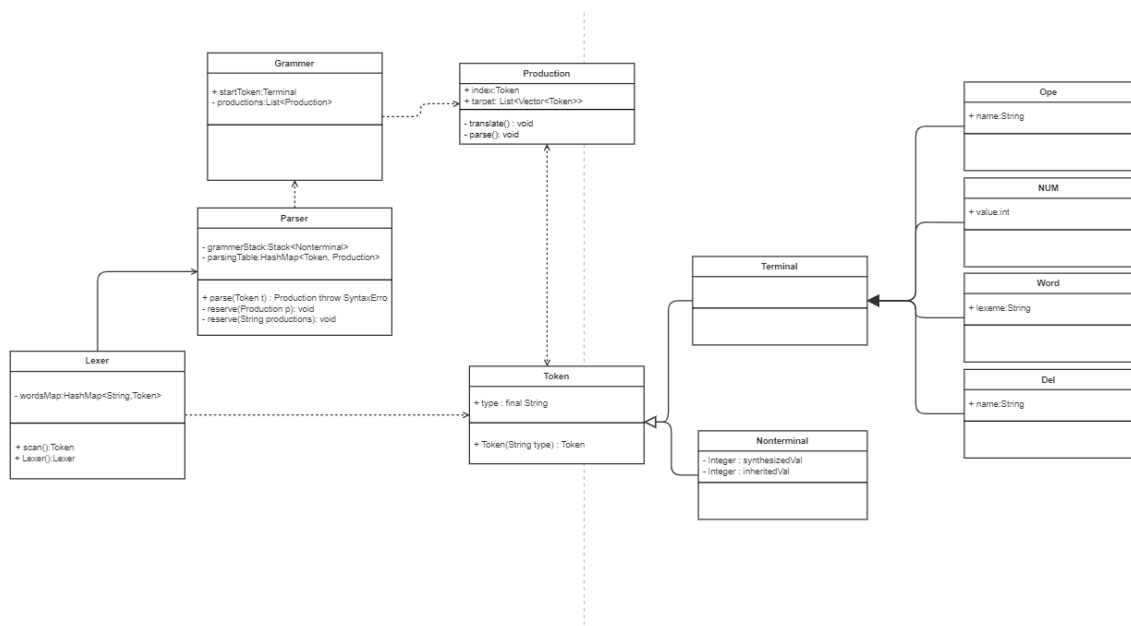 Grammer
+ startToken:Terminal
- productions:List<Production>
Production
+ index:Token
+ target: List<Vector<Token>>
- translate() : void
- parse(): void
Parser
- grammerStack:Stack<Nonterminal>
- parsingTable:HashMap<Token, Production>
+ parse(Token t) : Production throw SyntaxErro
- reserve(Production p): void
- reserve(String productions): void
Lexer
- wordsMap:HashMap<String,Token>
+ scan():Token
+ Lexer():Lexer
Token
+ type : final String
+ Token(String type) : Token
Terminal
Nonterminal
- Integer : synthesizedVal
- Integer : inheritedVal
Ope
+ name:String
NUM
+ value:int
Word
+ lexeme:String
Del
+ name:String